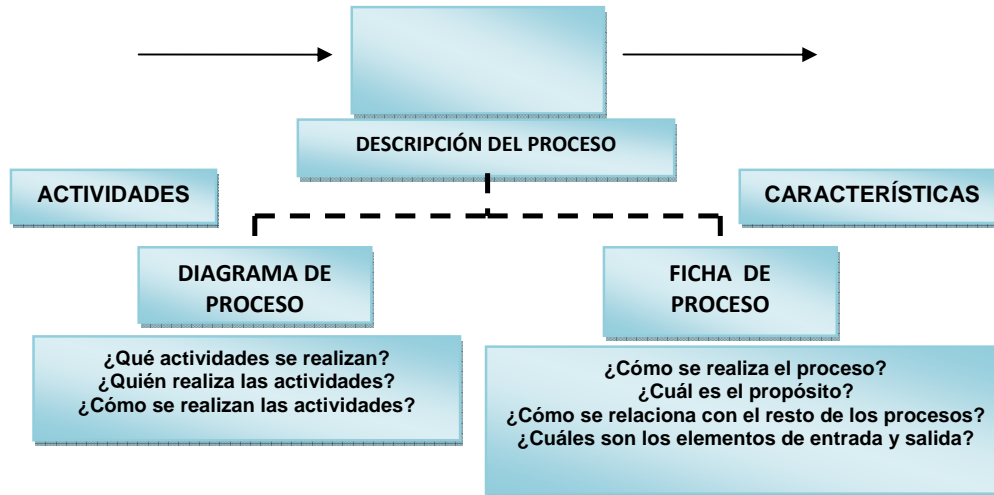 DESCRIPCIÓN DEL PROCESO
ACTIVIDADES
CARACTERÍSTICAS
DIAGRAMA DE
PROCESO
FICHA DE
PROCESO
¿Qué actividades se realizan?
¿Quién realiza las actividades?
¿Cómo se realizan las actividades?
¿Cómo se realiza el proceso?
¿Cuál es el propósito?
¿Cómo se relaciona con el resto de los procesos?
¿Cuáles son los elementos de entrada y salida?